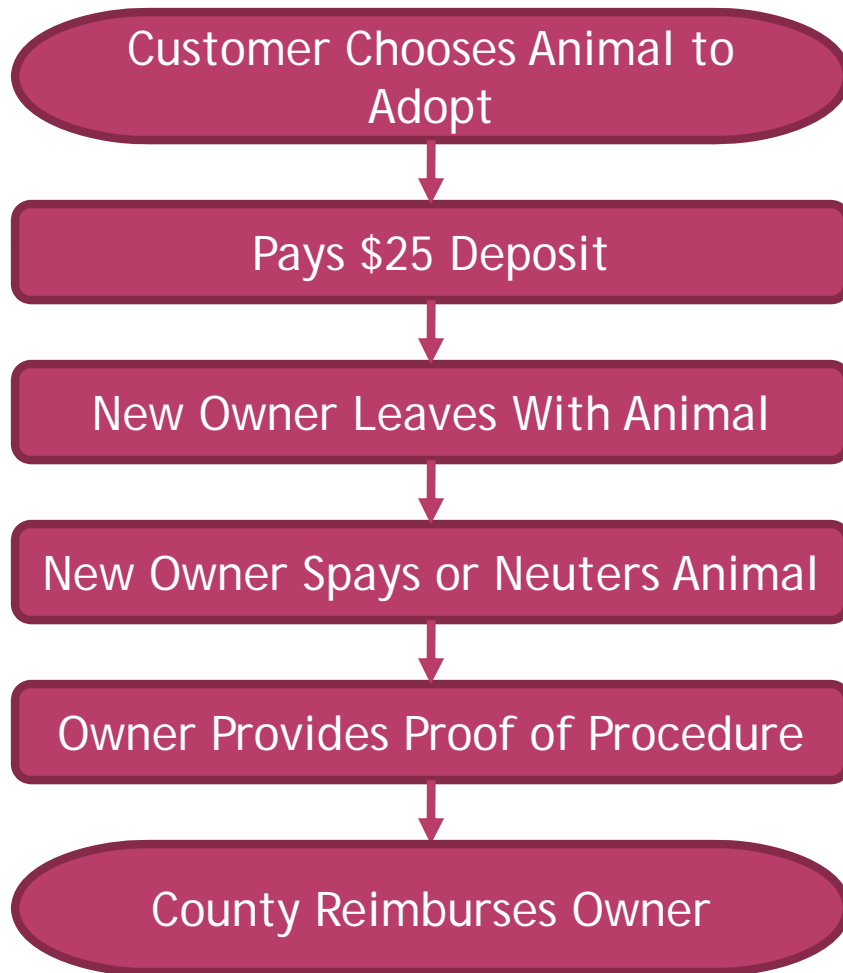 Customer Chooses Animal to
Adopt
Pays $25 Deposit
New Owner Leaves With Animal
New Owner Spays or Neuters Animal
Owner Provides Proof of Procedure
County Reimburses Owner